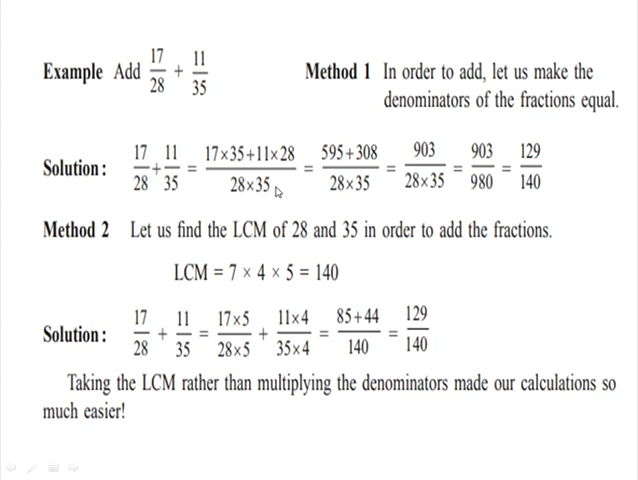 Example Add 17/28 + 11/35
Method 1 In order to add, let us make the
denominators of the fractions equal.
Solution : 17/28 + 11/35 = (17×35+11×28)/(28×35) = (595+308)/(28×35) = 903/(28×35) = 903/980 = 129/140
Method 2 Let us find the LCM of 28 and 35 in order to add the fractions.
LCM = 7 × 4 × 5 = 140
Solution : 17/28 + 11/35 = (17×5)/(28×5) + (11×4)/(35×4) = (85+44)/140 = 129/140
Taking the LCM rather than multiplying the denominators made our calculations so
much easier!